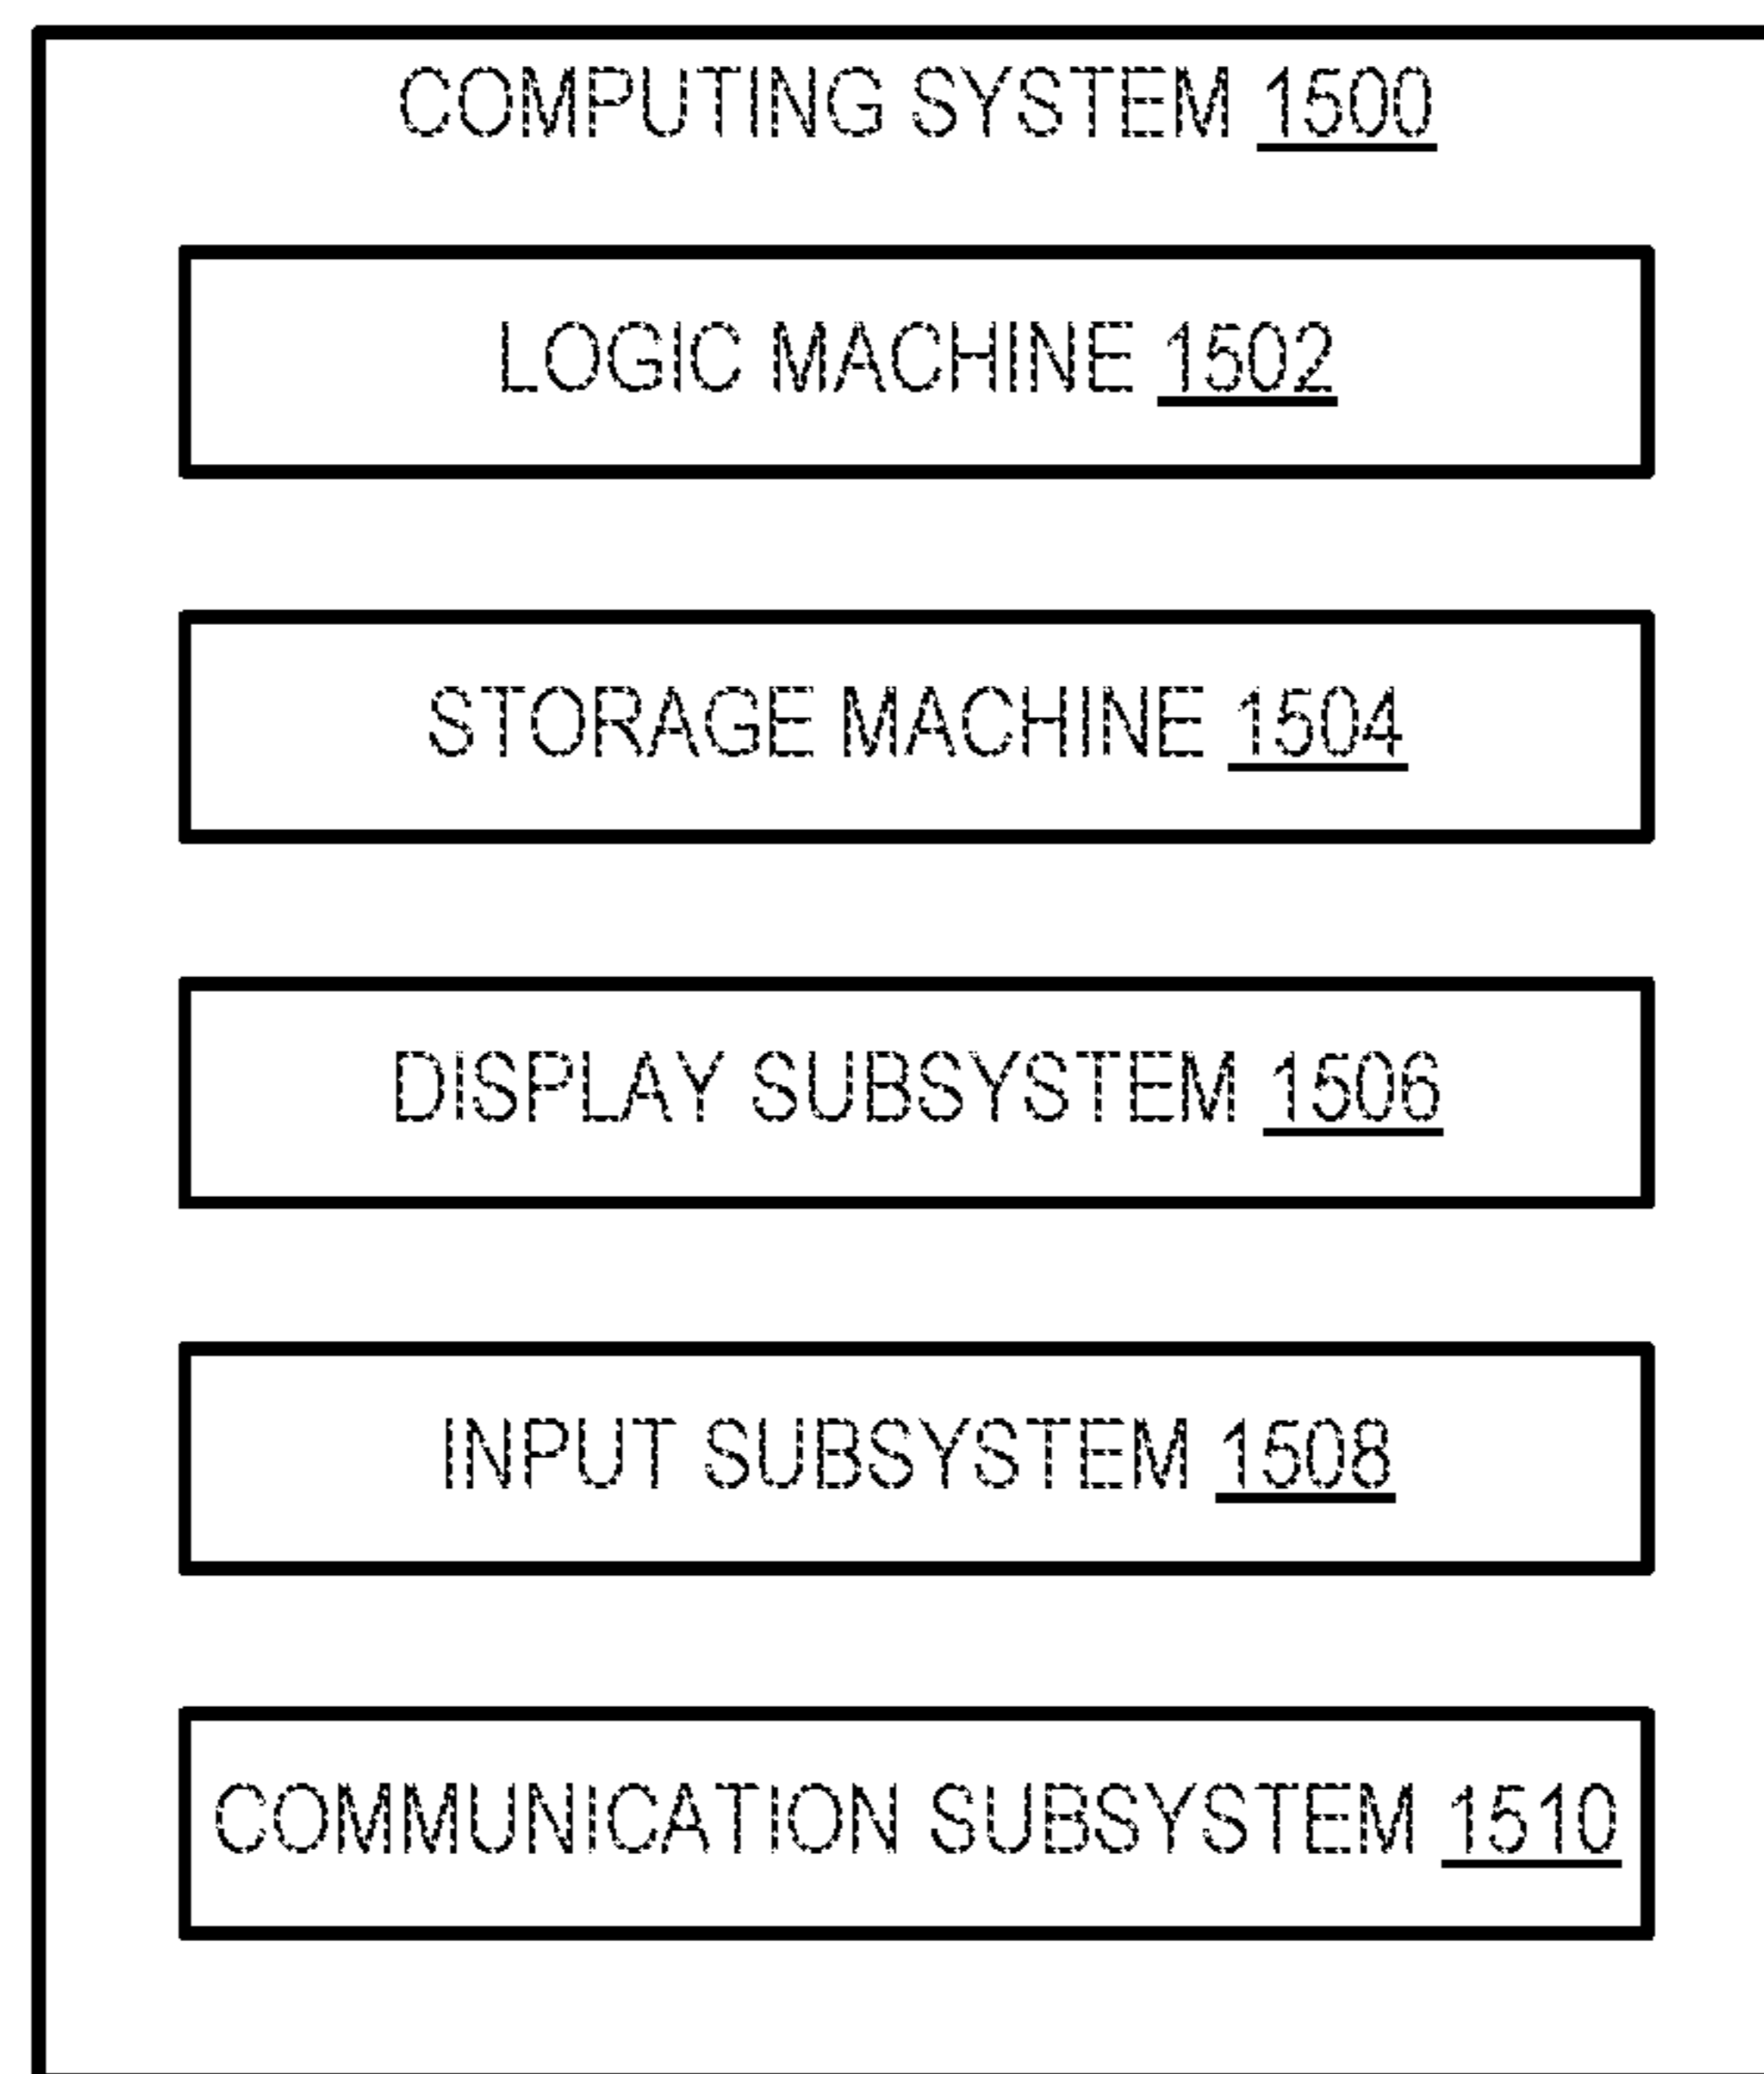 COMPUTING SYSTEM 1500
LOGIC MACHINE 1502
STORAGE MACHINE 1504
DISPLAY SUBSYSTEM 1506
INPUT SUBSYSTEM 1508
COMMUNICATION SUBSYSTEM 1510